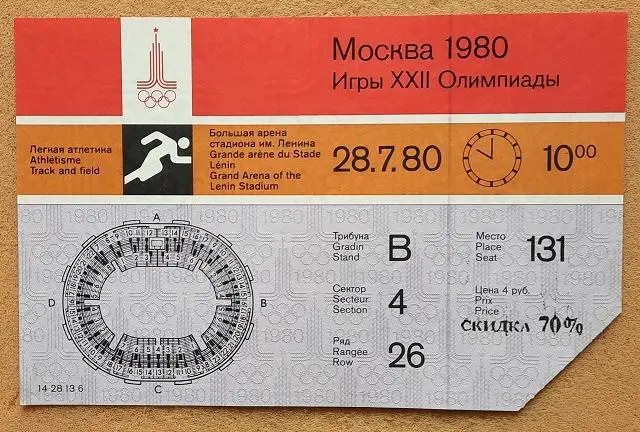 Москва 1980
Игры XXII Олимпиады
Легкая атлетика
Athlétisme
Track and field
Большая арена
стадиона им. Ленина
Grande arène du Stade
Lénin
Grand Arena of the
Lenin Stadium
28.7.80
10⁰⁰
A
B
C
D
14 28 13 6
Трибуна
Gradin
Stand
B
Место
Place
Seat
131
Сектор
Secteur
Section
4
Цена 4 руб.
Prix
Price
СКИДКА 70%
Ряд
Rangée
Row
26